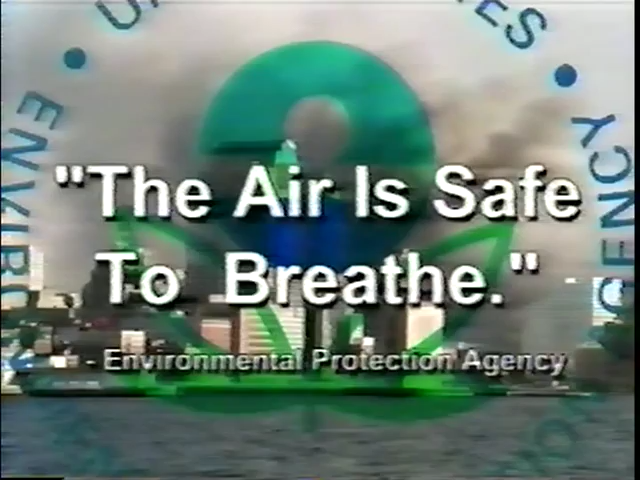 "The Air Is Safe
To Breathe."
- Environmental Protection Agency